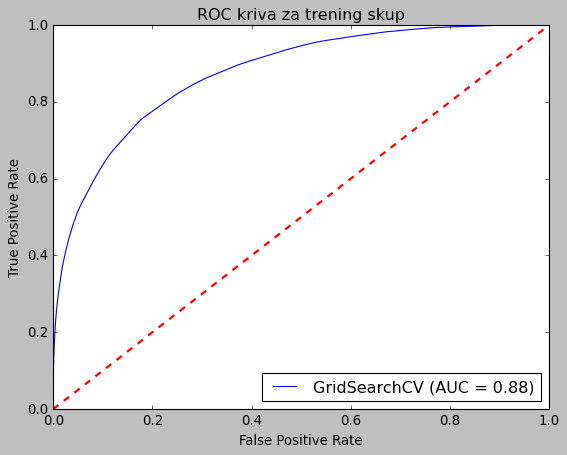 ROC kriva za trening skup
1.0
0.8
0.6
0.4
0.2
0.0
True Positive Rate
GridSearchCV (AUC = 0.88)
0.0 0.2 0.4 0.6 0.8 1.0
False Positive Rate